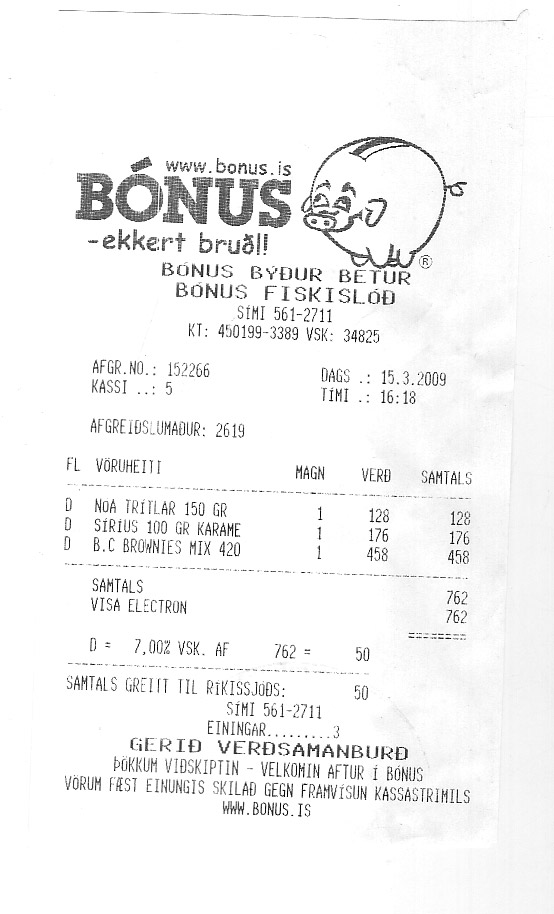 www.bonus.is
BÓNUS
-ekkert bruðl!
®
BÓNUS BÝÐUR BETUR
BÓNUS FISKISLÓÐ
SÍMI 561-2711
KT: 450199-3389 VSK: 34825
AFGR.NO.: 152266 DAGS .: 15.3.2009
KASSI ..: 5 TÍMI .: 16:18
AFGREIÐSLUMAÐUR: 2619
FL VÖRUHEITI MAGN VERÐ SAMTALS
D NOA TRITLAR 150 GR 1 128 128
D SÍRIUS 100 GR KARAME 1 176 176
D B.C BROWNIES MIX 420 1 458 458
SAMTALS 762
VISA ELECTRON 762
========
D = 7,00% VSK. AF 762 = 50
SAMTALS GREITT TIL RÍKISSJÓÐS: 50
SÍMI 561-2711
EININGAR.........3
GERIÐ VERÐSAMANBURÐ
ÞÖKKUM VIÐSKIPTIN - VELKOMIN AFTUR Í BÓNUS
VÖRUM FÆST EINUNGIS SKILAÐ GEGN FRAMVÍSUN KASSASTRIMILS
WWW.BONUS.IS